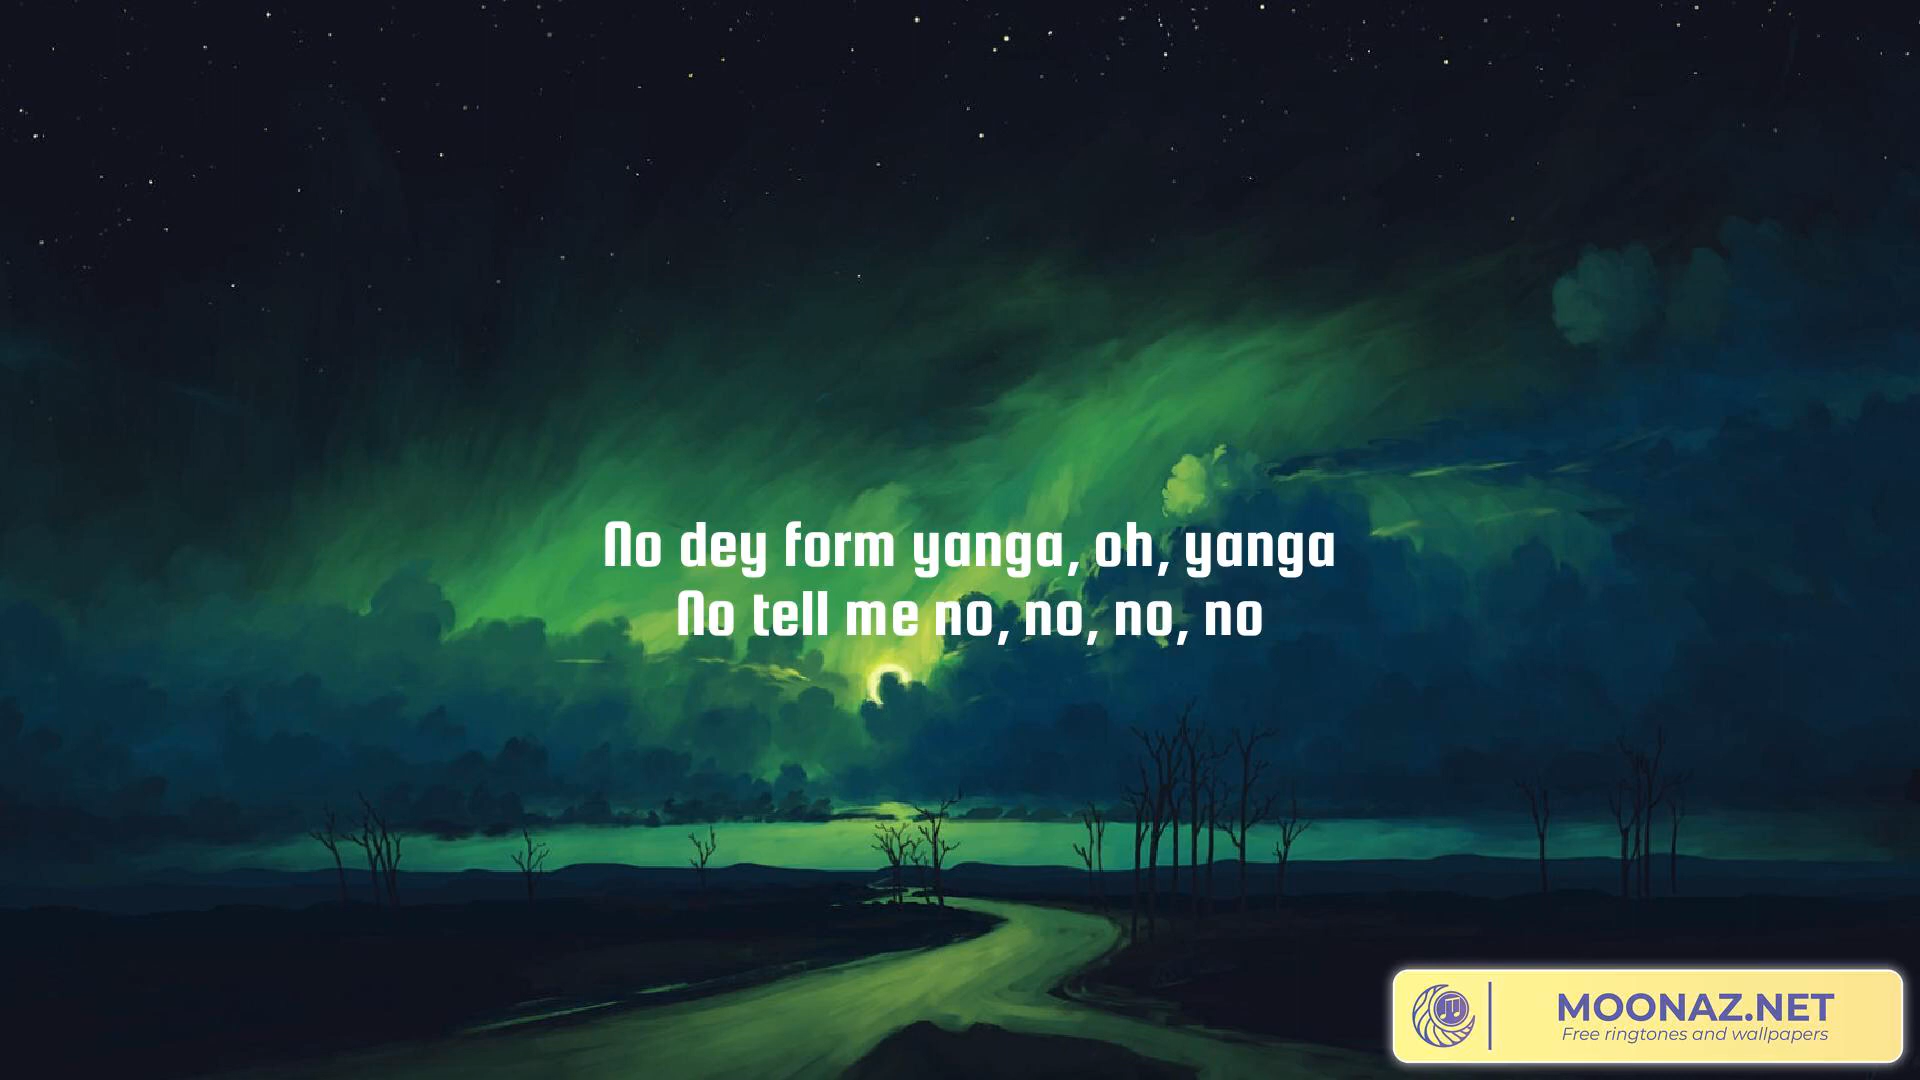 No dey form yanga, oh, yanga
No tell me no, no, no, no
MOONAZ.NET
Free ringtones and wallpapers